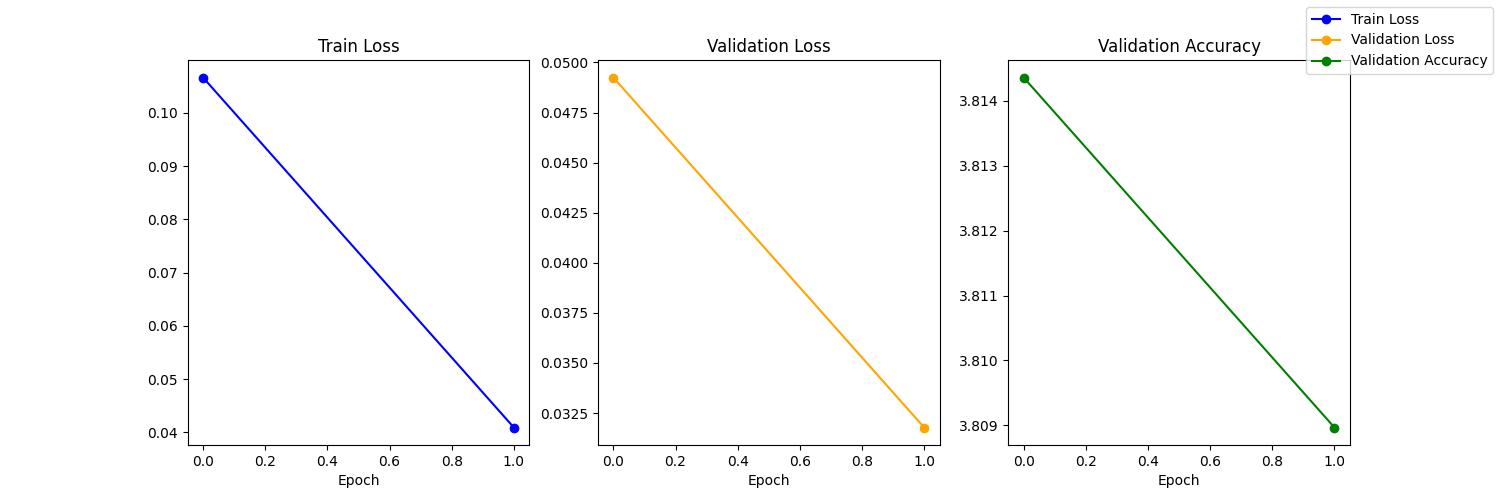 Train Loss
Validation Loss
Validation Accuracy
Train Loss
0.10
0.09
0.08
0.07
0.06
0.05
0.04
0.0 0.2 0.4 0.6 0.8 1.0
Epoch
Validation Loss
0.0500
0.0475
0.0450
0.0425
0.0400
0.0375
0.0350
0.0325
0.0 0.2 0.4 0.6 0.8 1.0
Epoch
Validation Accuracy
3.814
3.813
3.812
3.811
3.810
3.809
0.0 0.2 0.4 0.6 0.8 1.0
Epoch